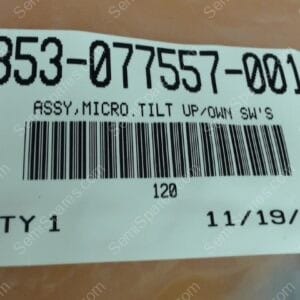 853-077557-001
ASSY,MICRO.TILT UP/OWN SW'S
120
TY 1 11/19/